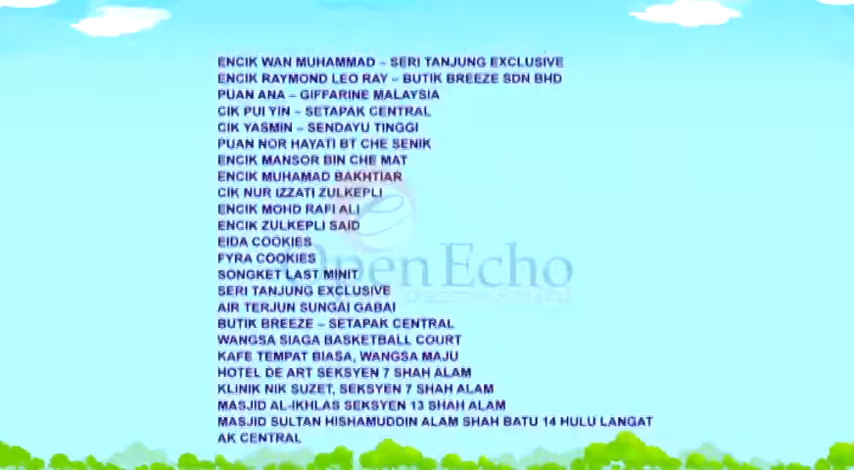 ENCIK WAN MUHAMMAD – SERI TANJUNG EXCLUSIVE
ENCIK RAYMOND LEO RAY – BUTIK BREEZE SDN BHD
PUAN ANA – GIFFARINE MALAYSIA
CIK PUI YIN – SETAPAK CENTRAL
CIK YASMIN – SENDAYU TINGGI
PUAN NOR HAYATI BT CHE SENIK
ENCIK MANSOR BIN CHE MAT
ENCIK MUHAMAD BAKHTIAR
CIK NUR IZZATI ZULKEPLI
ENCIK MOHD RAFI ALI
ENCIK ZULKEPLI SAID
EIDA COOKIES
FYRA COOKIES
Open Echo
SONGKET LAST MINIT
SERI TANJUNG EXCLUSIVE
AIR TERJUN SUNGAI GABAI
BUTIK BREEZE – SETAPAK CENTRAL
WANGSA SIAGA BASKETBALL COURT
KAFE TEMPAT BIASA, WANGSA MAJU
HOTEL DE ART SEKSYEN 7 SHAH ALAM
KLINIK NIK SUZET, SEKSYEN 7 SHAH ALAM
MASJID AL-IKHLAS SEKSYEN 13 SHAH ALAM
MASJID SULTAN HISHAMUDDIN ALAM SHAH BATU 14 HULU LANGAT
AK CENTRAL